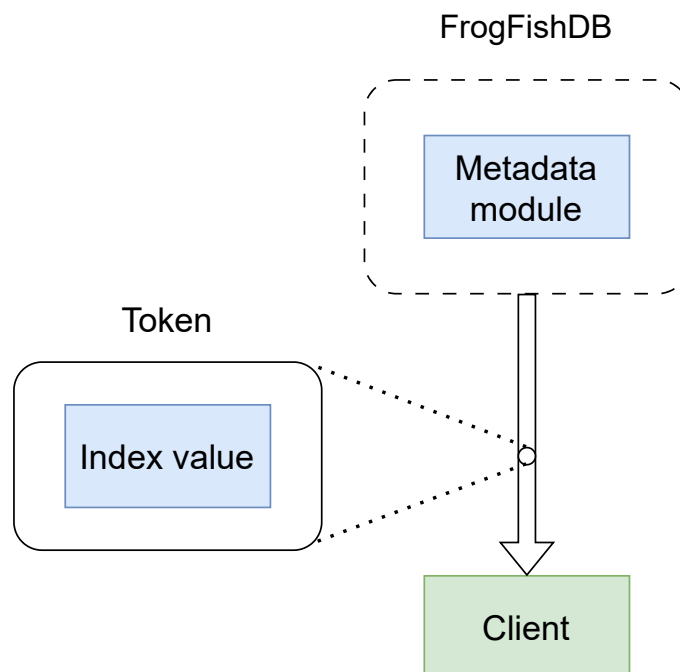 FrogFishDB
Metadata
module
Token
Index value
Client